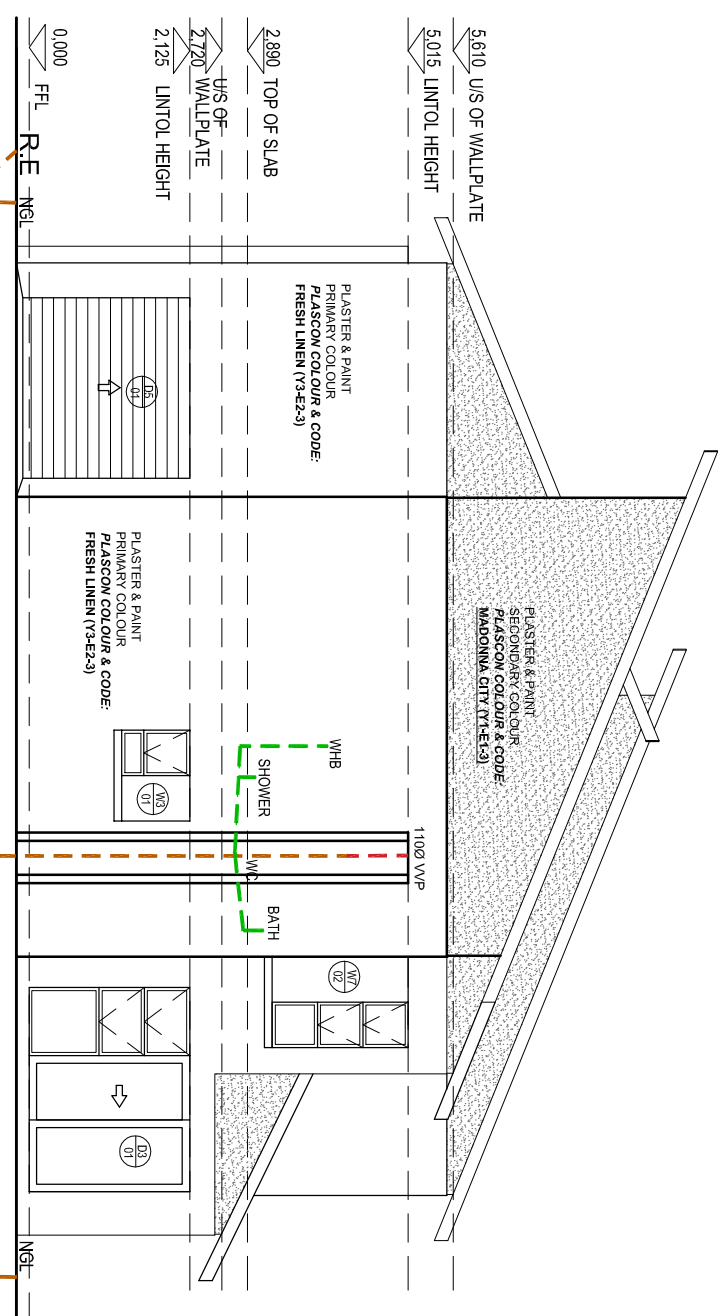 5,610 U/S OF WALLPLATE
5,015 LINTOL HEIGHT
2,890 TOP OF SLAB
2,720 U/S OF
WALLPLATE
2,125 LINTOL HEIGHT
0,000 FFL
R.E
NGL
PLASTER & PAINT
PRIMARY COLOUR
PLASCON COLOUR & CODE:
FRESH LINEN (Y3-E2-3)
D5
01
PLASTER & PAINT
SECONDARY COLOUR
PLASCON COLOUR & CODE:
MADONNA CITY (Y1-E1-3)
PLASTER & PAINT
PRIMARY COLOUR
PLASCON COLOUR & CODE:
FRESH LINEN (Y3-E2-3)
W3
01
WHB
SHOWER
110Ø VVP
WC
BATH
W7
02
D3
01
NGL